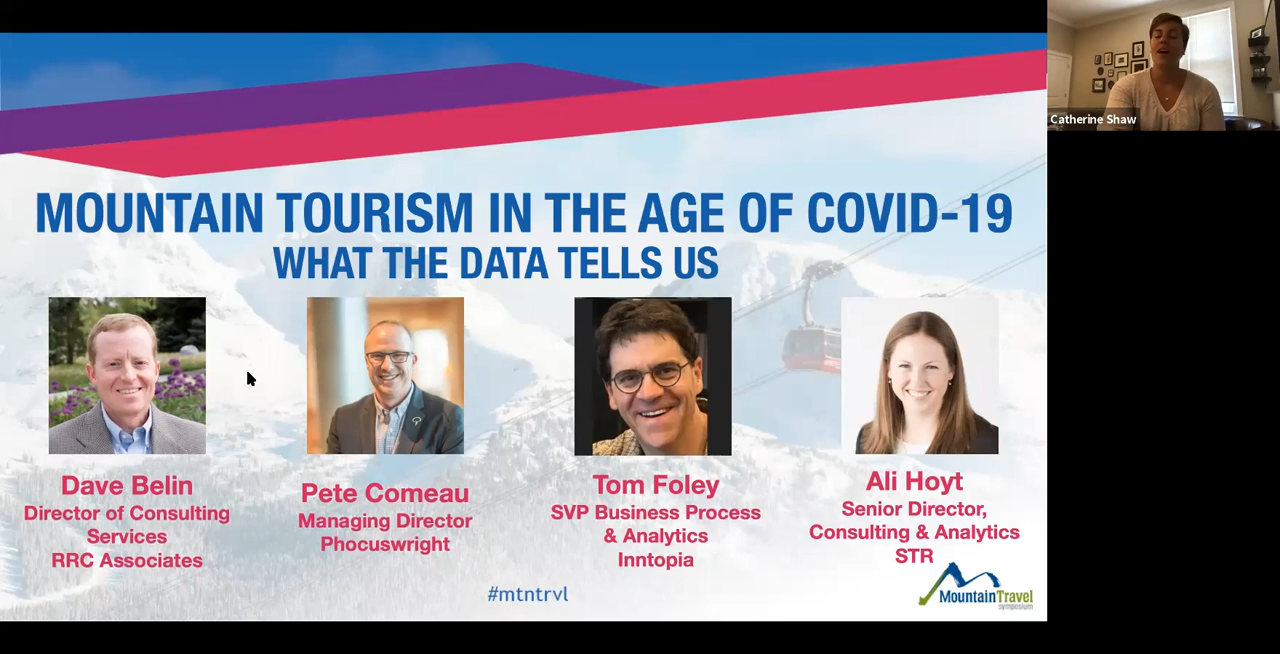 Catherine Shaw
MOUNTAIN TOURISM IN THE AGE OF COVID-19
WHAT THE DATA TELLS US
Dave Belin
Director of Consulting
Services
RRC Associates
Pete Comeau
Managing Director
Phocuswright
Tom Foley
SVP Business Process
& Analytics
Inntopia
Ali Hoyt
Senior Director,
Consulting & Analytics
STR
#mtntrvl
MountainTravel
symposium